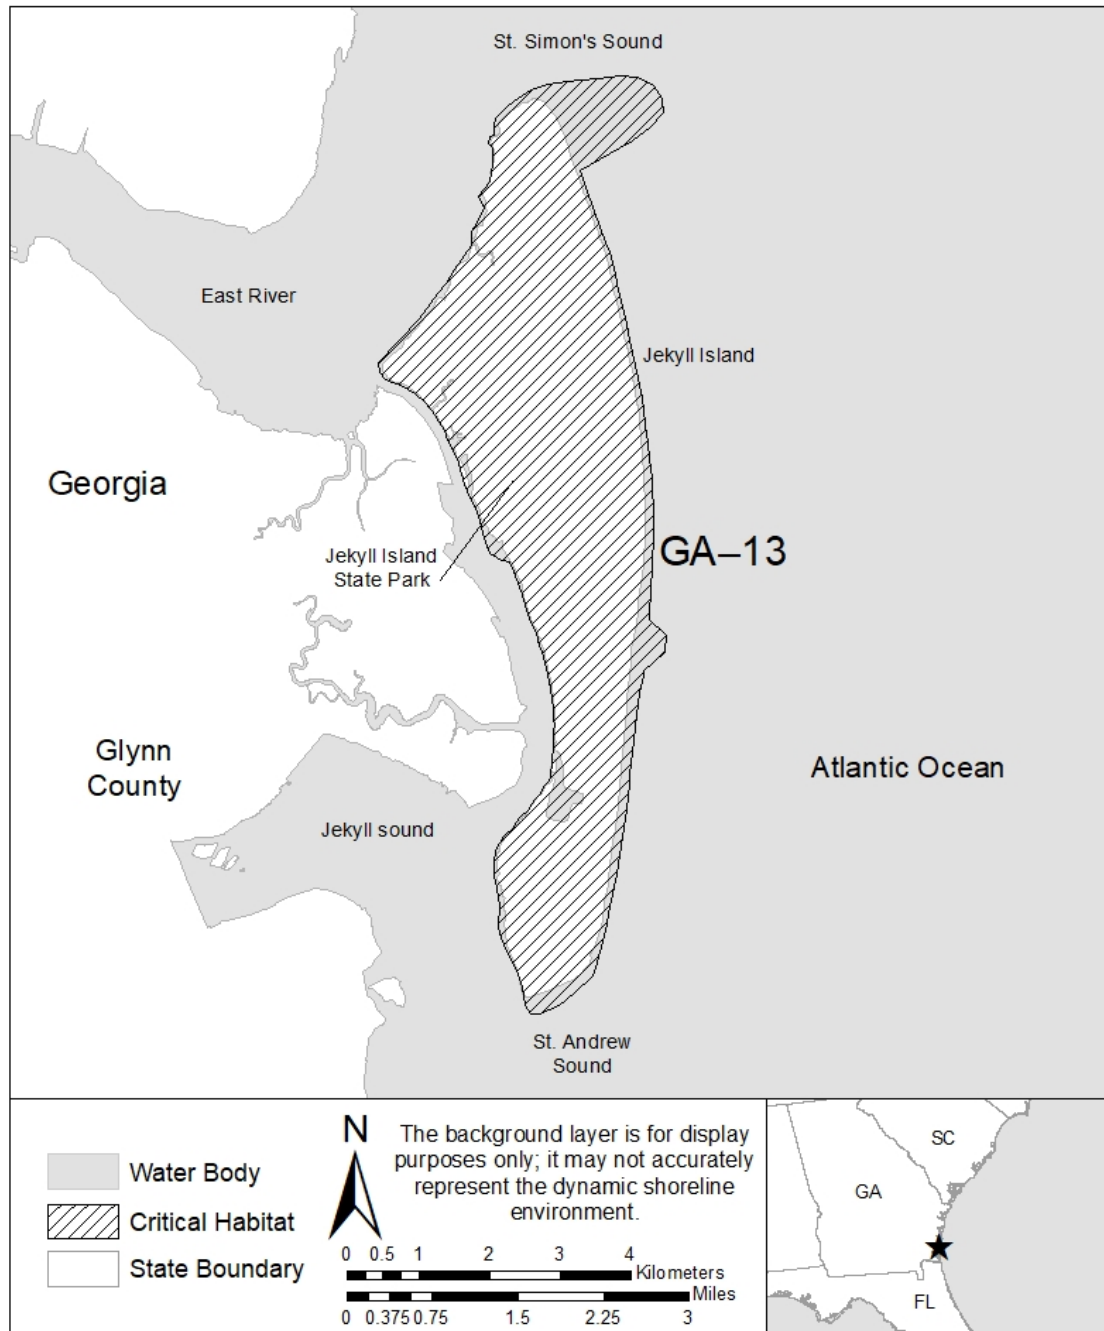 St. Simon's Sound
East River
Jekyll Island
Georgia
GA–13
Jekyll Island
State Park
Glynn
County
Atlantic Ocean
Jekyll sound
St. Andrew
Sound
Water Body
Critical Habitat
State Boundary
N
The background layer is for display
purposes only; it may not accurately
represent the dynamic shoreline
environment.
0 0.5 1 2 3 4
Kilometers
Miles
0 0.375 0.75 1.5 2.25 3
SC
GA
FL